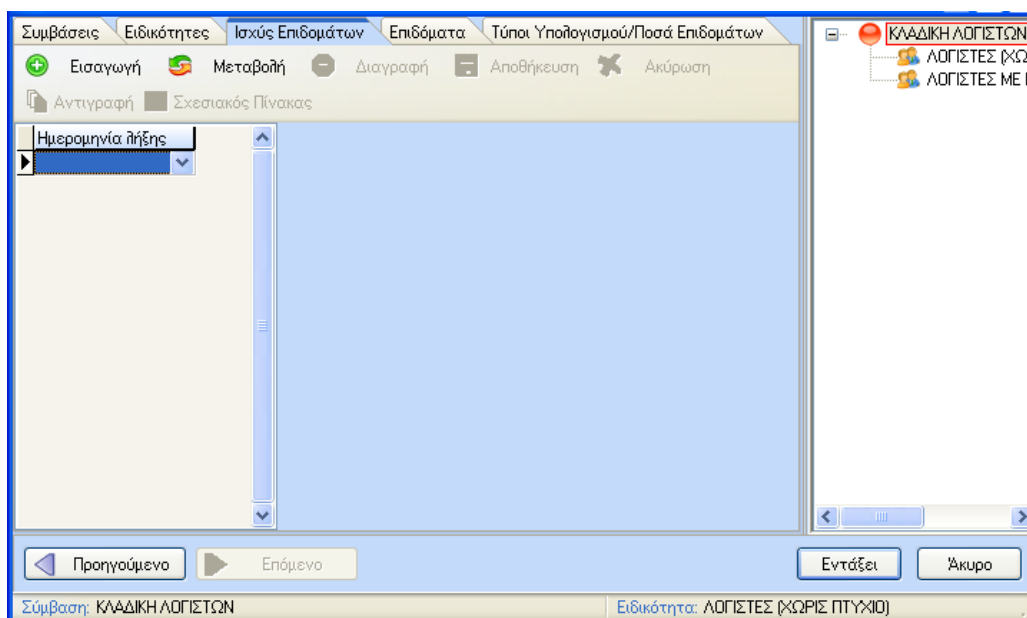 Συμβάσεις Ειδικότητες Ισχύς Επιδομάτων Επιδόματα Τύποι Υπολογισμού/Ποσά Επιδομάτων
Εισαγωγή Μεταβολή Διαγραφή Αποθήκευση Ακύρωση
Αντιγραφή Σχεσιακός Πίνακας
Ημερομηνία λήξης
ΚΛΑΔΙΚΗ ΛΟΓΙΣΤΩΝ
ΛΟΓΙΣΤΕΣ (ΧΩ
ΛΟΓΙΣΤΕΣ ΜΕ
Προηγούμενο Επόμενο Εντάξει Άκυρο
Σύμβαση: ΚΛΑΔΙΚΗ ΛΟΓΙΣΤΩΝ Ειδικότητα: ΛΟΓΙΣΤΕΣ (ΧΩΡΙΣ ΠΤΥΧΙΟ)